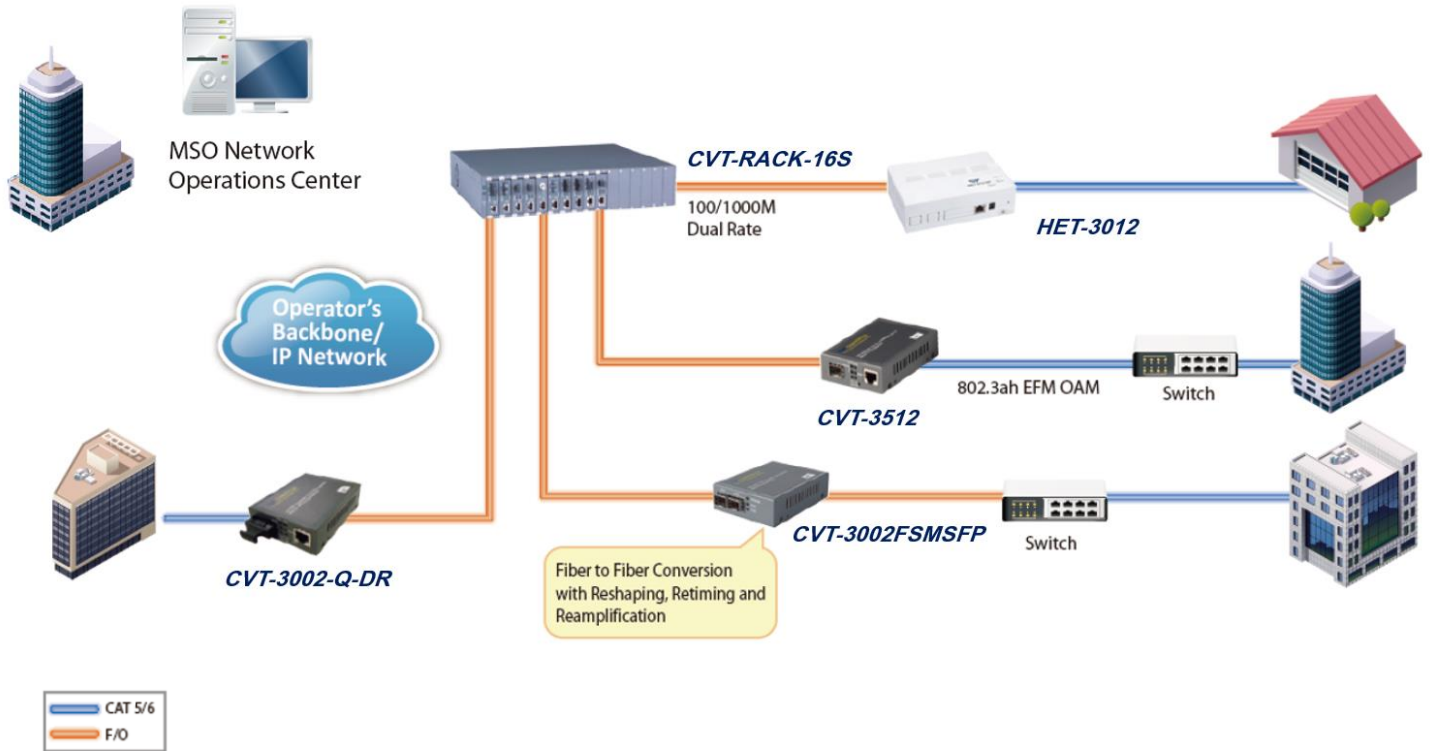 MSO Network
Operations Center
CVT-RACK-16S
100/1000M
Dual Rate
HET-3012
Operator's
Backbone/
IP Network
CVT-3512
802.3ah EFM OAM
Switch
CVT-3002-Q-DR
CVT-3002FSMSFP
Switch
Fiber to Fiber Conversion
with Reshaping, Retiming and
Reamplification
CAT 5/6
F/O